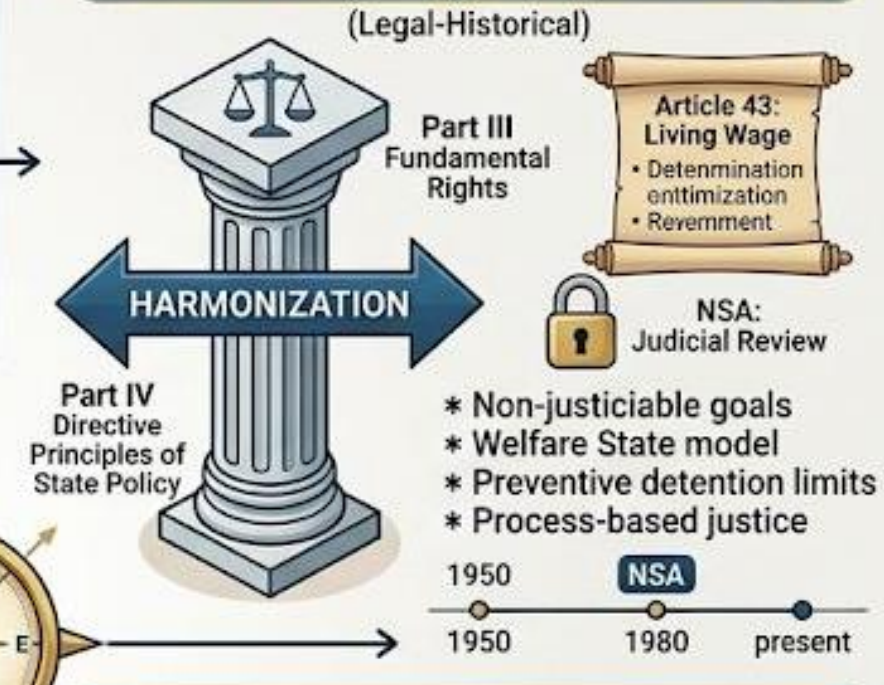 (Legal-Historical)
Part III
Fundamental
Rights
Article 43:
Living Wage
• Detenmination
enttimization
• Revemment
HARMONIZATION
NSA:
Judicial Review
Part IV
Directive
Principles of
State Policy
* Non-justiciable goals
* Welfare State model
* Preventive detention limits
* Process-based justice
1950 NSA
1950 1980 present
E